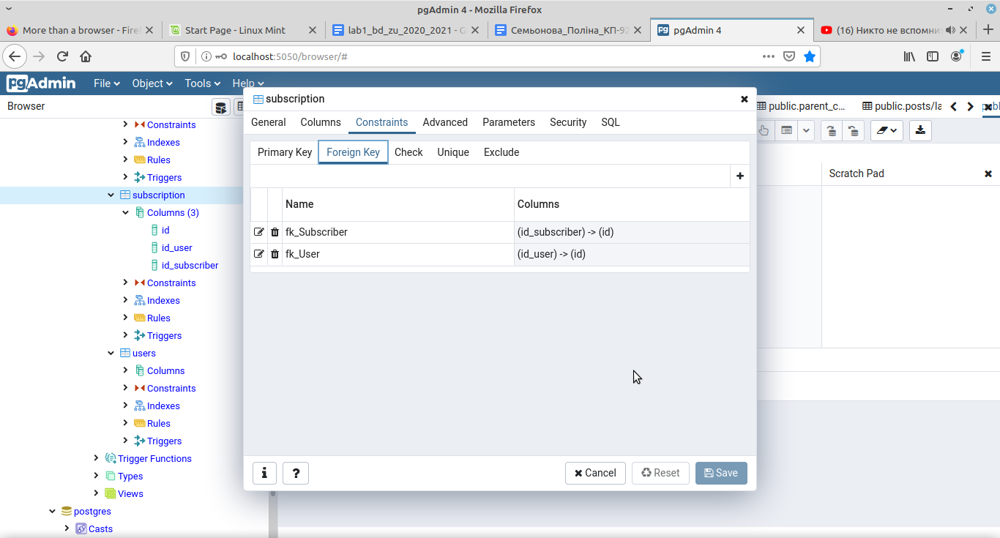 pgAdmin 4 - Mozilla Firefox
More than a browser - Fire
Start Page - Linux Mint
lab1_bd_zu_2020_2021 - G
Семьонова_Поліна_КП-92
pgAdmin 4
(16) Никто не вспомни
localhost:5050/browser/#
pgAdmin
File
Object
Tools
Help
Browser
Constraints
Indexes
Rules
Triggers
subscription
Columns (3)
id
id_user
id_subscriber
Constraints
Indexes
Rules
Triggers
users
Columns
Constraints
Indexes
Rules
Triggers
Trigger Functions
Types
Views
postgres
Casts
subscription
General
Columns
Constraints
Advanced
Parameters
Security
SQL
Primary Key
Foreign Key
Check
Unique
Exclude
Name
Columns
fk_Subscriber
(id_subscriber) -> (id)
fk_User
(id_user) -> (id)
Cancel
Reset
Save
public.parent_c...
public.posts/la
publ
Scratch Pad